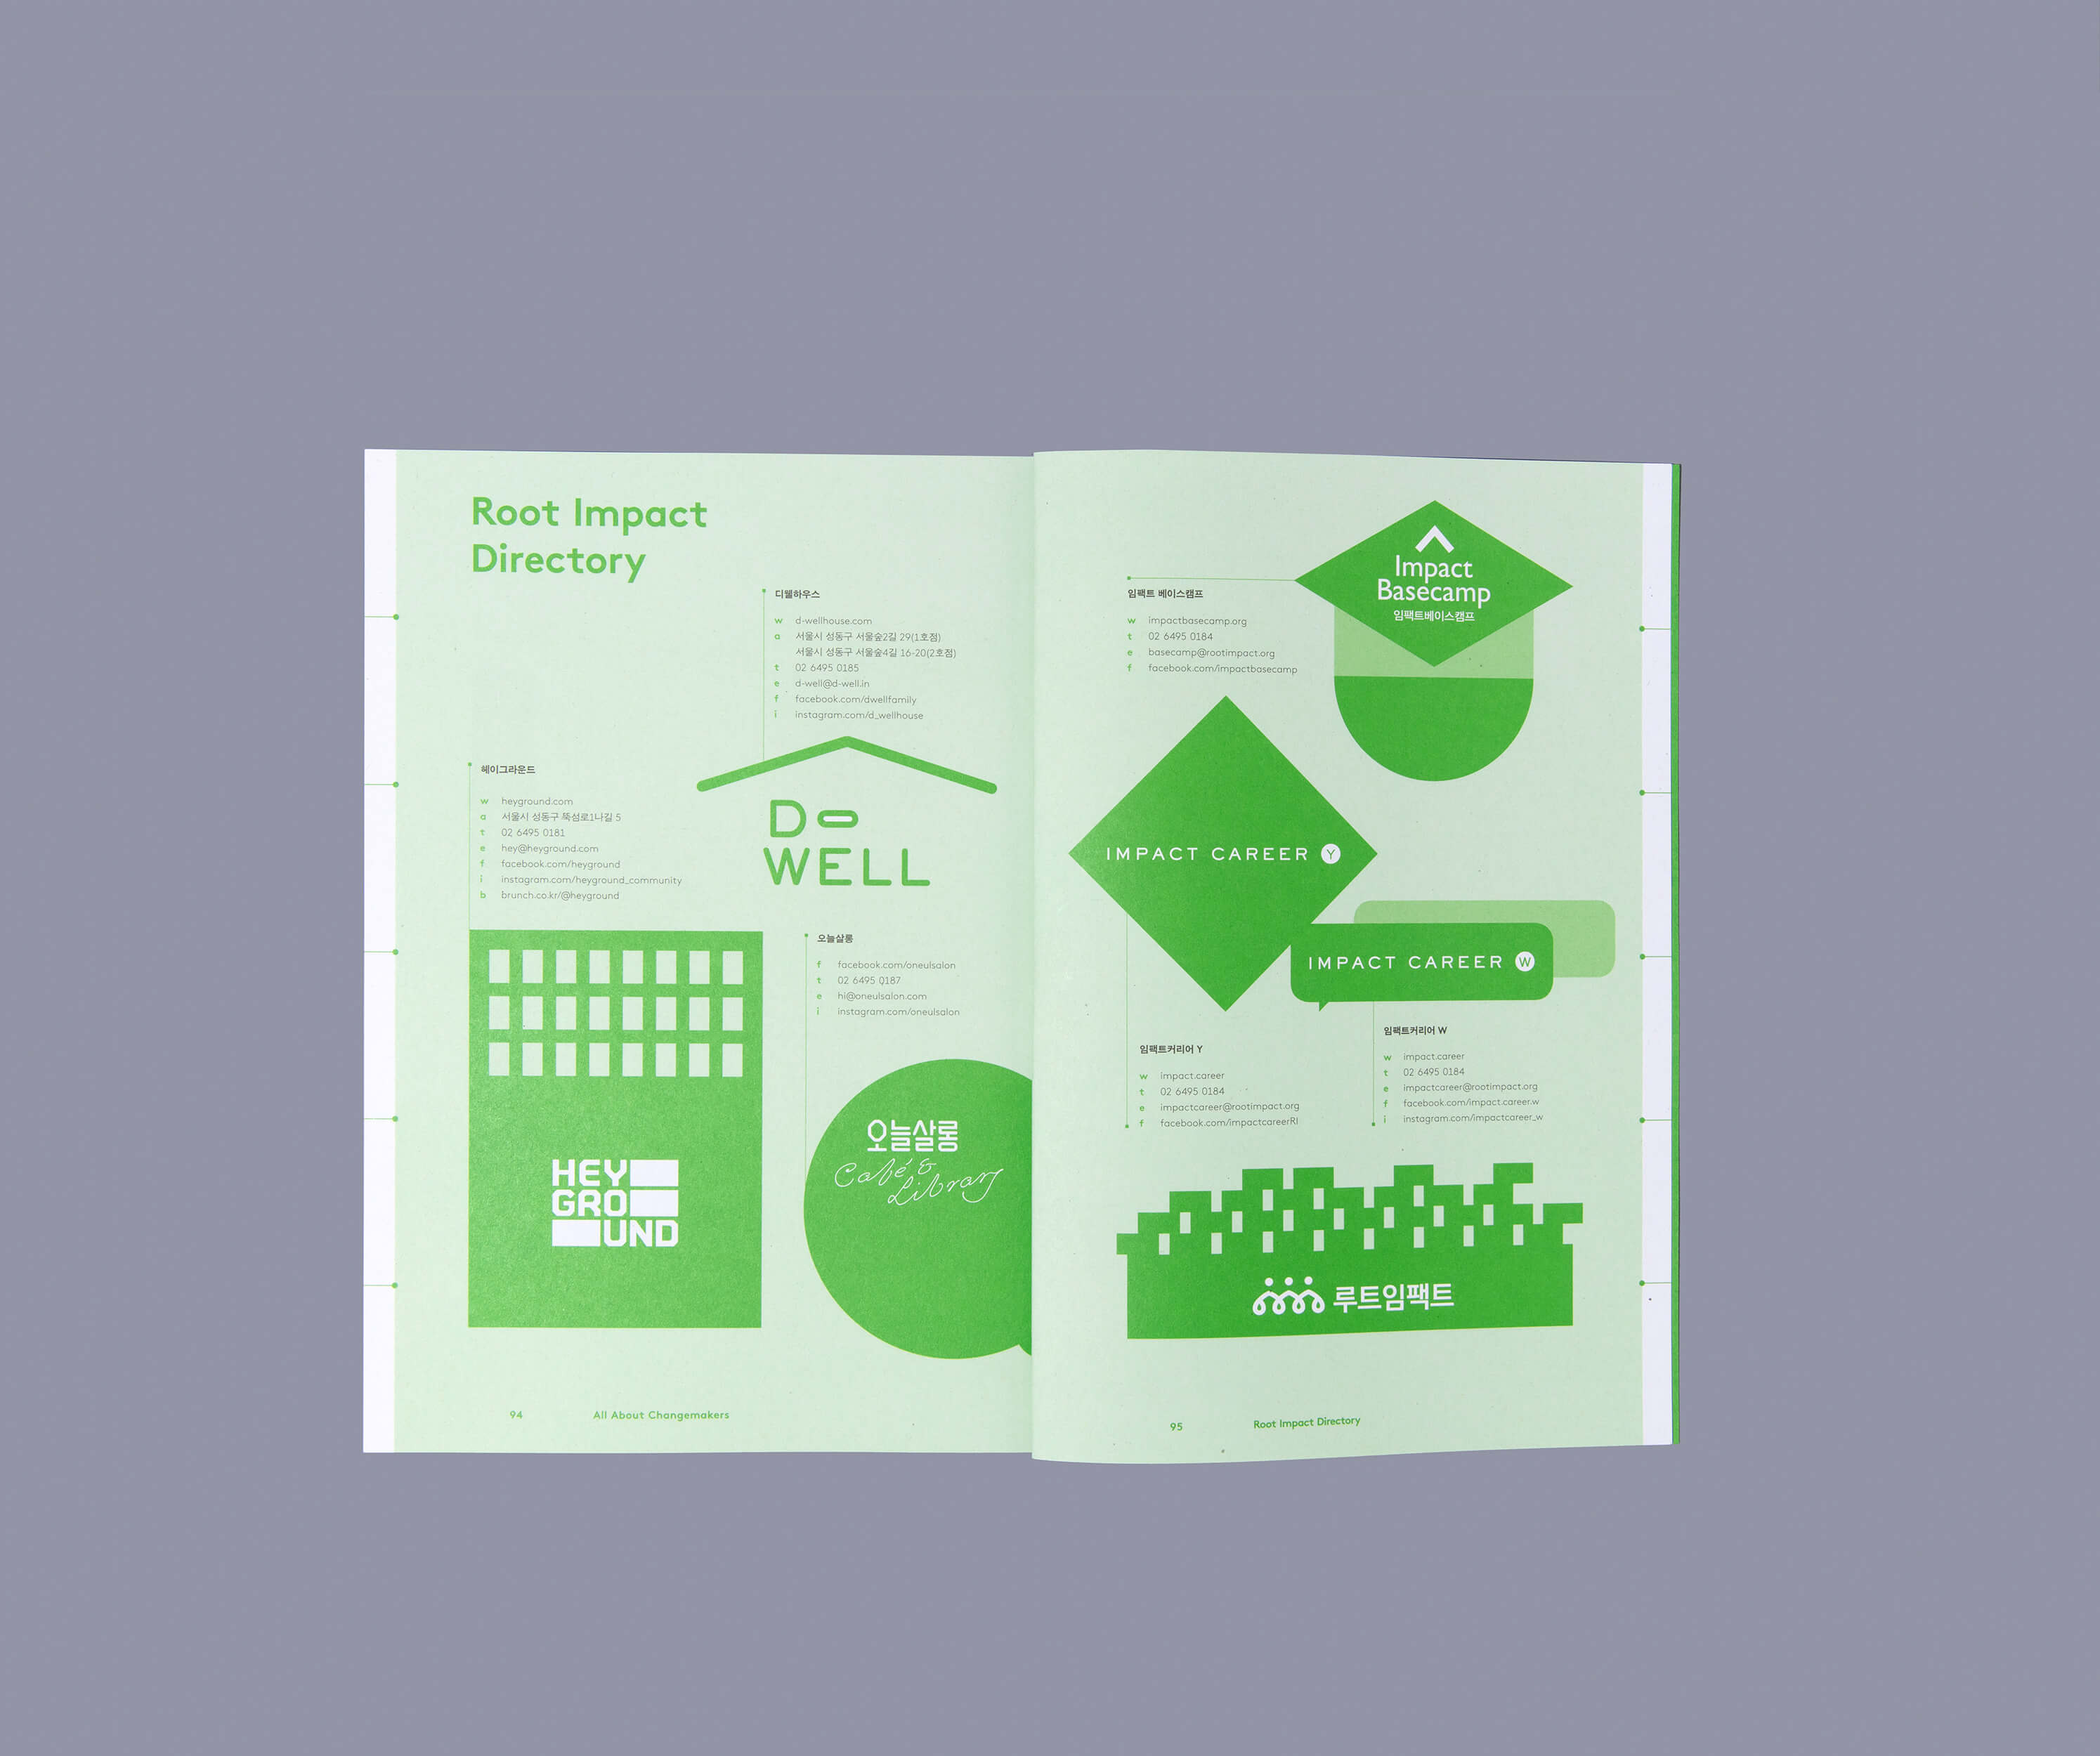 Root Impact
Directory
디웰하우스
w d-wellhouse.com
a 서울시 성동구 서울숲2길 29(1호점)
서울시 성동구 서울숲4길 16-20(2호점)
t 02 6495 0185
e d-well@d-well.in
f facebook.com/dwellfamily
i instagram.com/d_wellhouse
D-
WELL
헤이그라운드
w heyground.com
a 서울시 성동구 뚝섬로1나길 5
t 02 6495 0181
e hey@heyground.com
f facebook.com/heyground
i instagram.com/heyground_community
b brunch.co.kr/@heyground
HEY
GRO
UND
오늘살롱
f facebook.com/oneulsalon
t 02 6495 0187
e hi@oneulsalon.com
i instagram.com/oneulsalon
오늘살롱
Café &
Library
94 All About Changemakers
임팩트 베이스캠프
w impactbasecamp.org
t 02 6495 0184
e basecamp@rootimpact.org
f facebook.com/impactbasecamp
Impact
Basecamp
임팩트베이스캠프
IMPACT CAREER Y
IMPACT CAREER W
임팩트커리어 Y
w impact.career
t 02 6495 0184
e impactcareer@rootimpact.org
f facebook.com/impactcareerRI
임팩트커리어 W
w impact.career
t 02 6495 0184
e impactcareer@rootimpact.org
f facebook.com/impact.career.w
i instagram.com/impactcareer_w
루트임팩트
95 Root Impact Directory